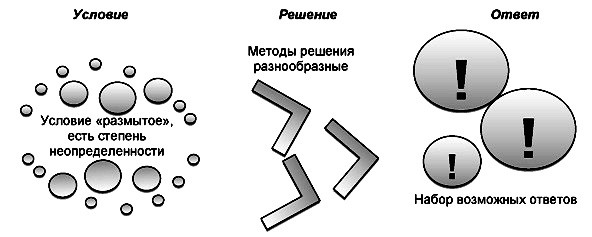 Условие
Решение
Ответ
Методы решения
разнообразные
Условие «размытое»,
есть степень
неопределенности
!
!
!
Набор возможных ответов